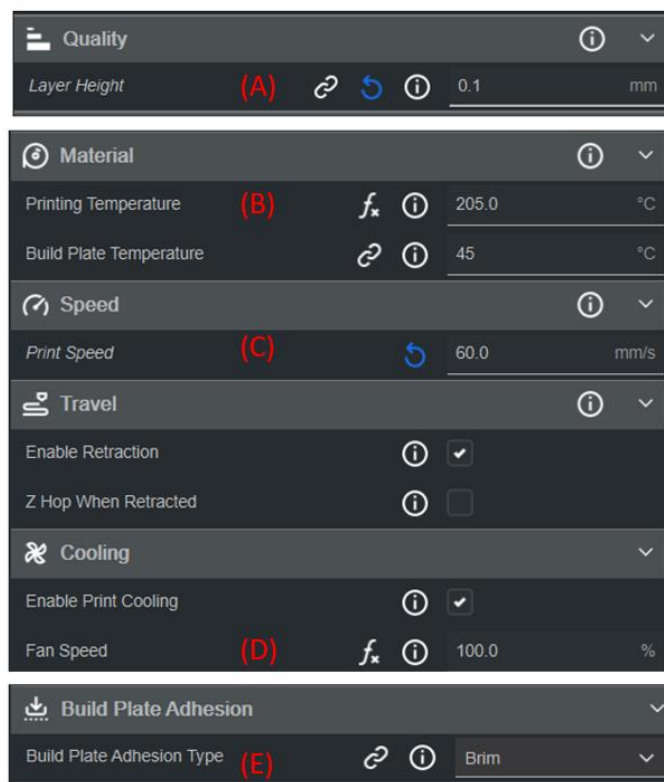 Quality
Layer Height (A) 0.1 mm
Material
Printing Temperature (B) 205.0 °C
Build Plate Temperature 45 °C
Speed
Print Speed (C) 60.0 mm/s
Travel
Enable Retraction
Z Hop When Retracted
Cooling
Enable Print Cooling
Fan Speed (D) 100.0 %
Build Plate Adhesion
Build Plate Adhesion Type (E) Brim